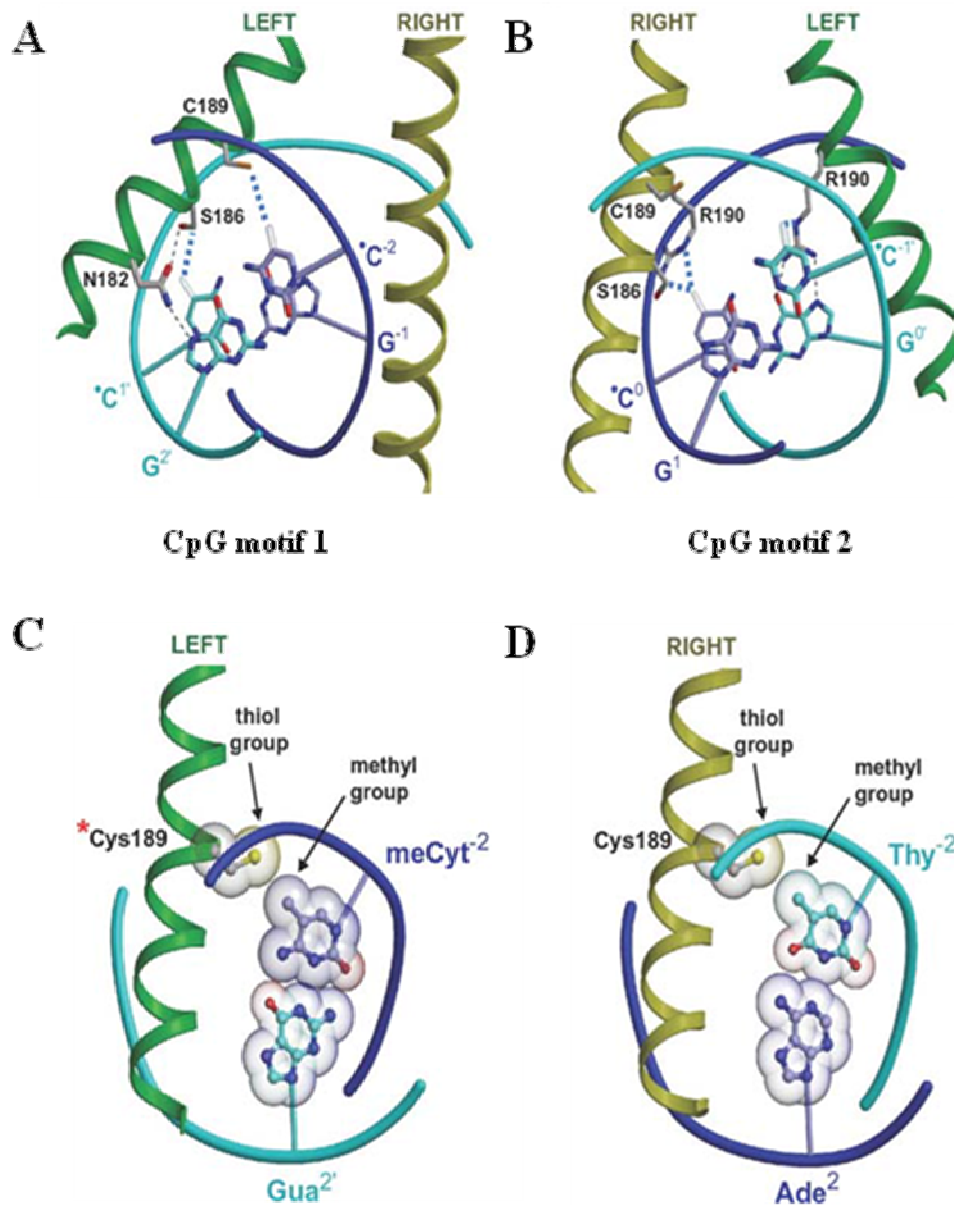 A
LEFT
RIGHT
C189
S186
N182
•C-2
G-1
•C1'
G2'
CpG motif 1
B
RIGHT
LEFT
R190
C189
R190
S186
•C-1'
G0'
•C0
G1
CpG motif 2
C
LEFT
thiol
group
methyl
group
*Cys189
meCyt-2
Gua2'
D
RIGHT
thiol
group
methyl
group
Cys189
Thy-2
Ade2